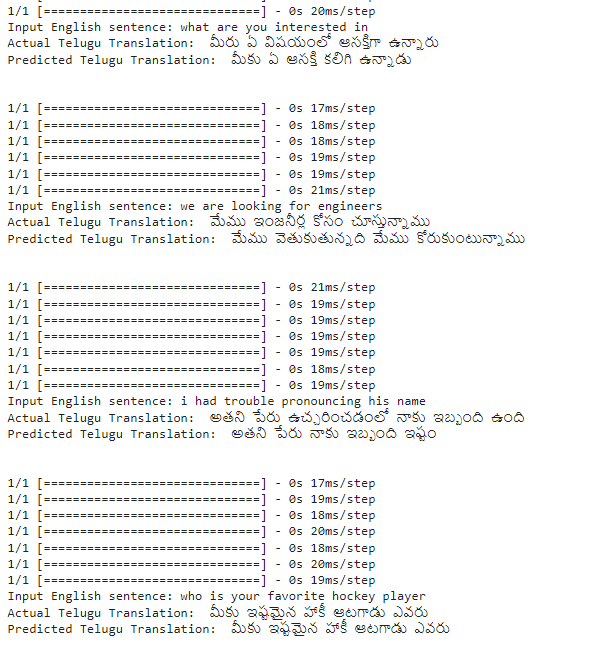 1/1 [==============================] - 0s 20ms/step
Input English sentence: what are you interested in
Actual Telugu Translation:  మీరు ఏ విషయంలో ఆసక్తిగా ఉన్నారు
Predicted Telugu Translation:  మీకు ఏ ఆసక్తి కలిగి ఉన్నాడు
1/1 [==============================] - 0s 17ms/step
1/1 [==============================] - 0s 18ms/step
1/1 [==============================] - 0s 18ms/step
1/1 [==============================] - 0s 19ms/step
1/1 [==============================] - 0s 19ms/step
1/1 [==============================] - 0s 21ms/step
Input English sentence: we are looking for engineers
Actual Telugu Translation:  మేము ఇంజనీర్ల కోసం చూస్తున్నాము
Predicted Telugu Translation:  మేము వెతుకుతున్నది మేము కోరుకుంటున్నాము
1/1 [==============================] - 0s 21ms/step
1/1 [==============================] - 0s 19ms/step
1/1 [==============================] - 0s 19ms/step
1/1 [==============================] - 0s 19ms/step
1/1 [==============================] - 0s 19ms/step
1/1 [==============================] - 0s 18ms/step
1/1 [==============================] - 0s 19ms/step
Input English sentence: i had trouble pronouncing his name
Actual Telugu Translation:  అతని పేరు ఉచ్చరించడంలో నాకు ఇబ్బంది ఉంది
Predicted Telugu Translation:  అతని పేరు నాకు ఇబ్బంది ఇష్టం
1/1 [==============================] - 0s 17ms/step
1/1 [==============================] - 0s 19ms/step
1/1 [==============================] - 0s 18ms/step
1/1 [==============================] - 0s 20ms/step
1/1 [==============================] - 0s 18ms/step
1/1 [==============================] - 0s 20ms/step
1/1 [==============================] - 0s 19ms/step
Input English sentence: who is your favorite hockey player
Actual Telugu Translation:  మీకు ఇష్టమైన హాకీ ఆటగాడు ఎవరు
Predicted Telugu Translation:  మీకు ఇష్టమైన హాకీ ఆటగాడు ఎవరు